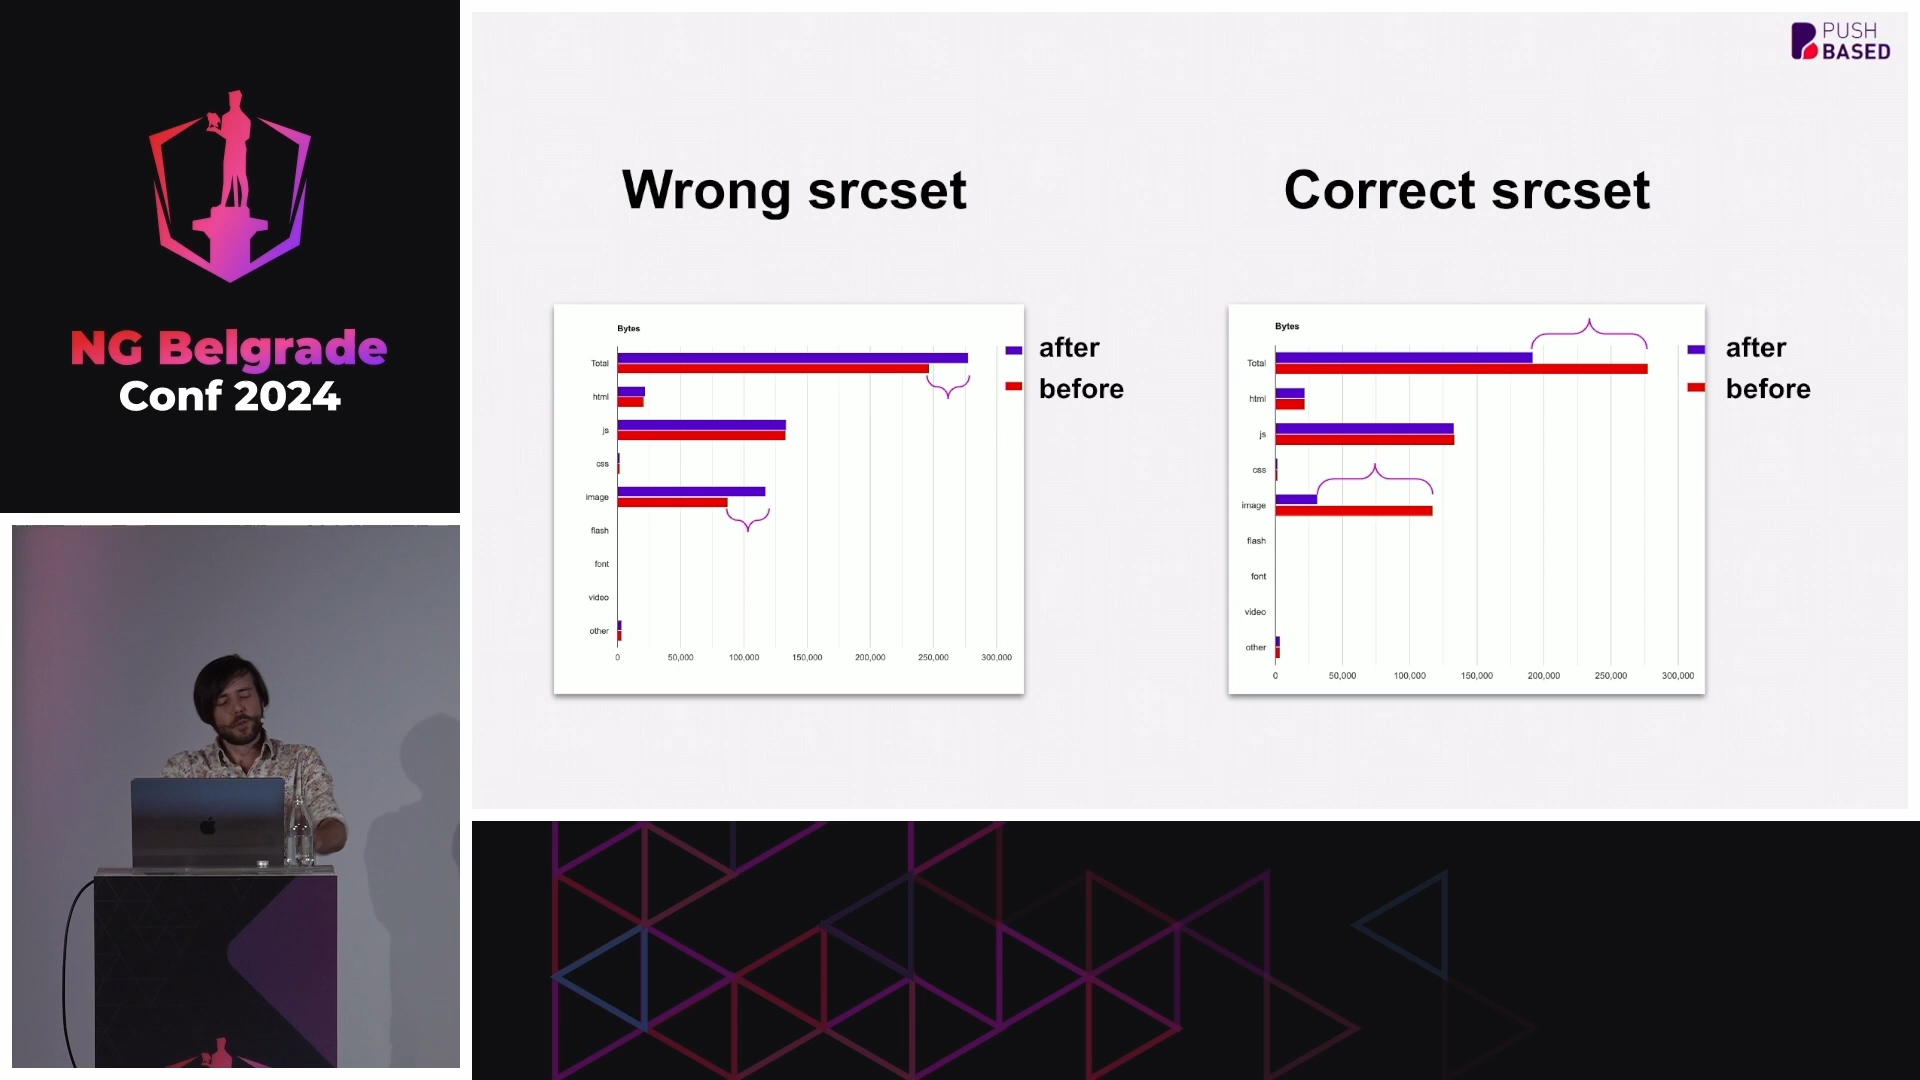 NG Belgrade
Conf 2024
PUSH
BASED
Wrong srcset
Bytes
Total
html
js
css
image
flash
font
video
other
0 50,000 100,000 150,000 200,000 250,000 300,000
after
before
Correct srcset
Bytes
Total
html
js
css
image
flash
font
video
other
0 50,000 100,000 150,000 200,000 250,000 300,000
after
before